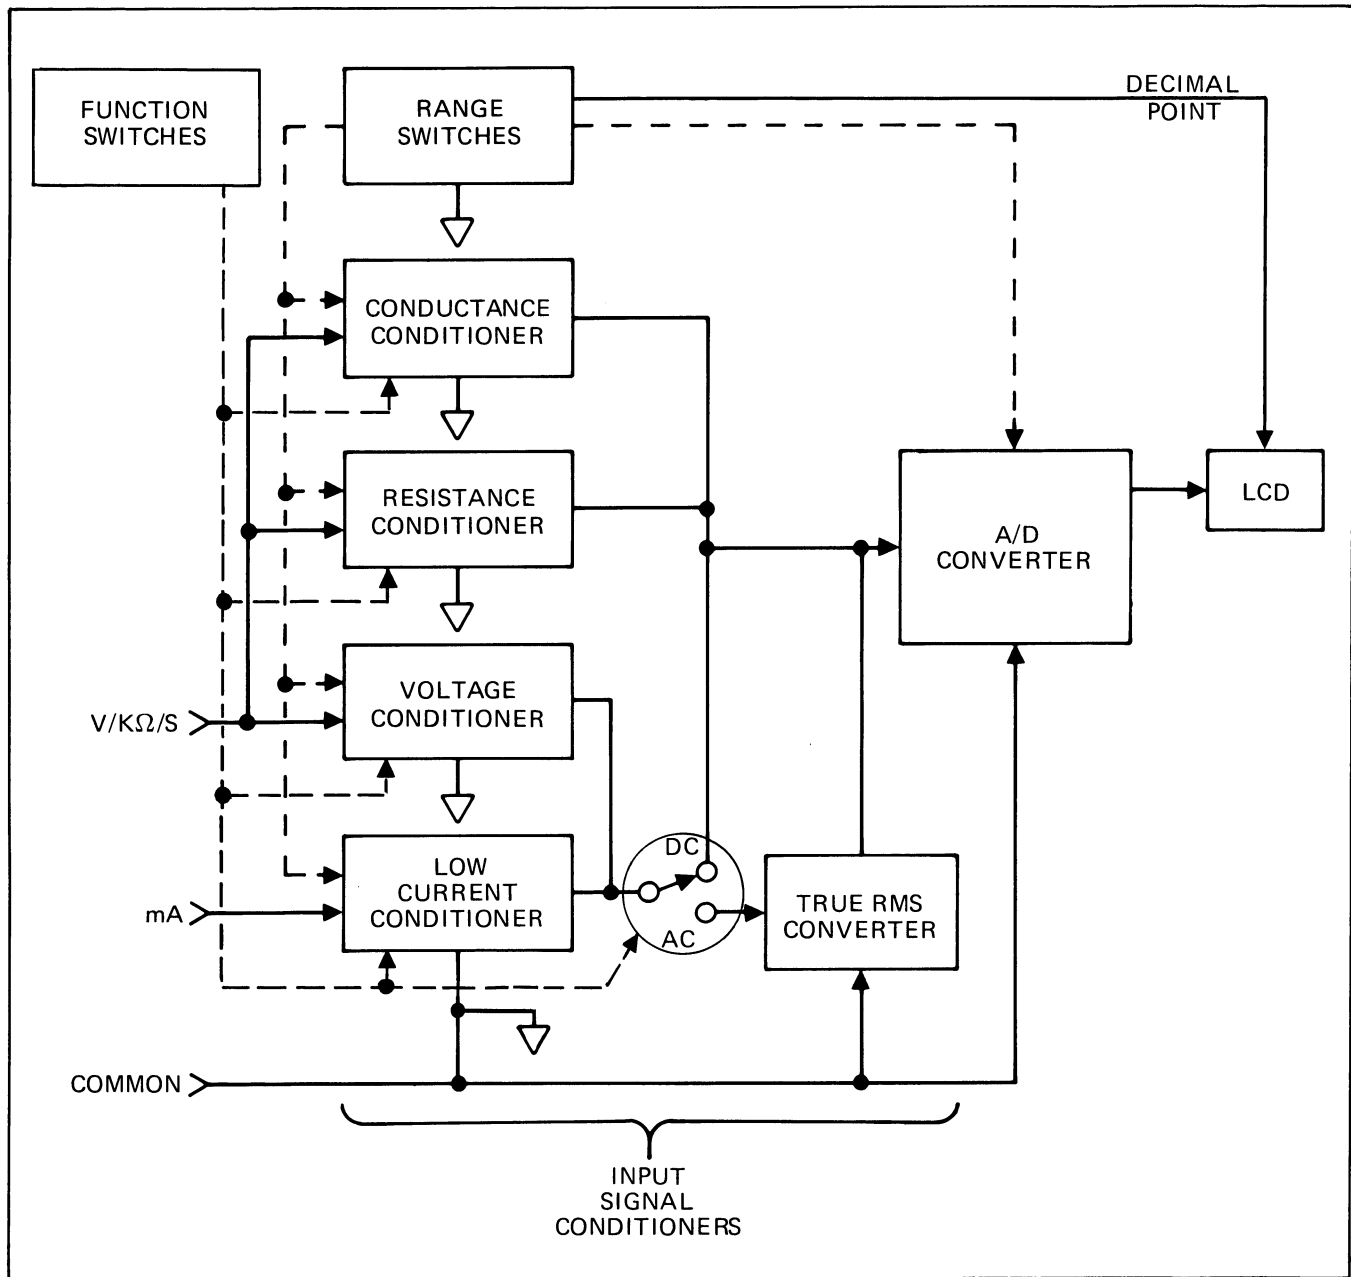 FUNCTION
SWITCHES
RANGE
SWITCHES
DECIMAL
POINT
CONDUCTANCE
CONDITIONER
RESISTANCE
CONDITIONER
A/D
CONVERTER
LCD
VOLTAGE
CONDITIONER
V/KΩ/S
LOW
CURRENT
CONDITIONER
mA
DC
AC
TRUE RMS
CONVERTER
COMMON
INPUT
SIGNAL
CONDITIONERS